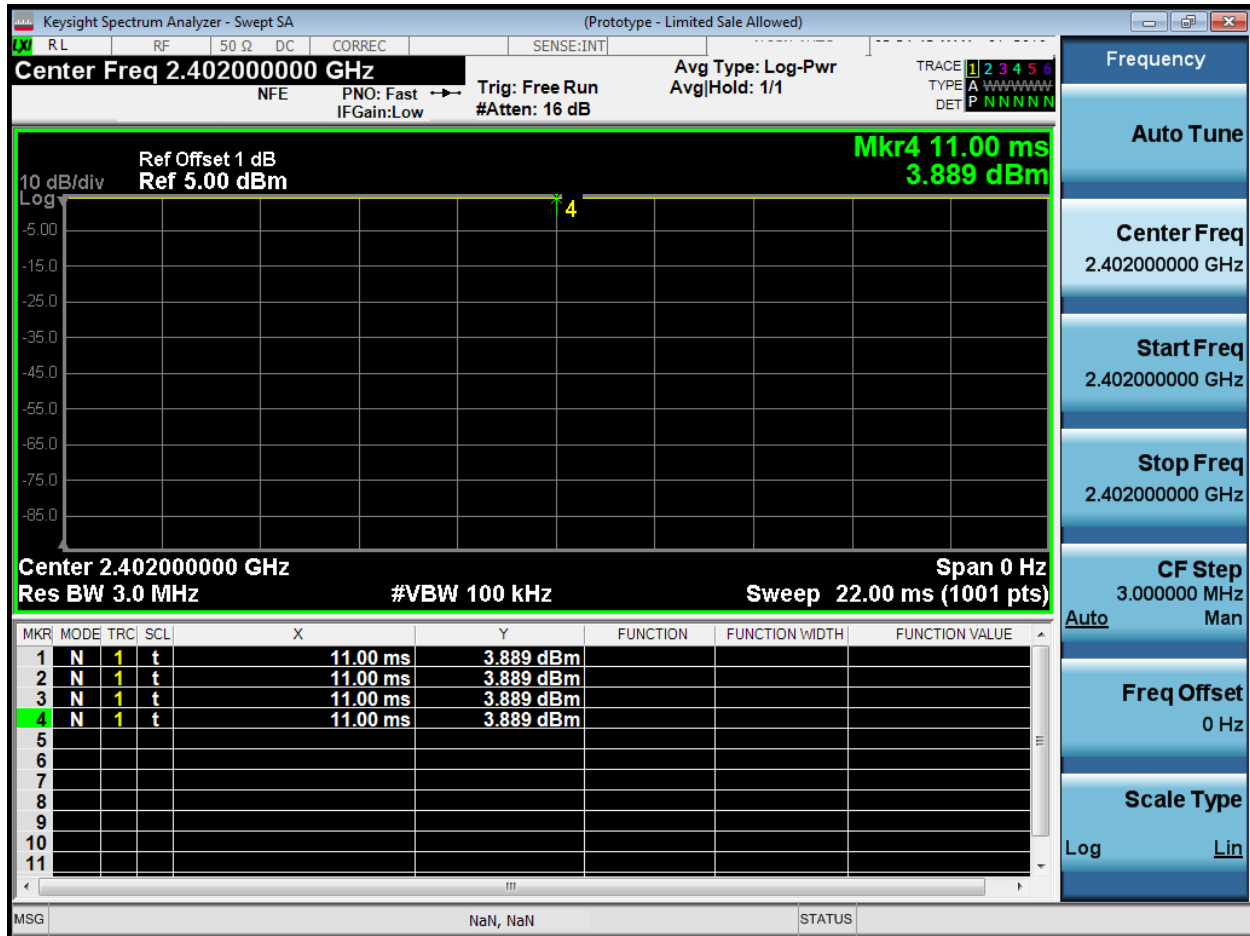 Keysight Spectrum Analyzer - Swept SA (Prototype - Limited Sale Allowed)
LXI RL RF 50 Ω DC CORREC SENSE:INT
Center Freq 2.402000000 GHz
NFE PNO: Fast
IFGain:Low
Trig: Free Run
#Atten: 16 dB
Avg Type: Log-Pwr
Avg|Hold: 1/1
TRACE 1 2 3 4 5 6
TYPE A WWWWW
DET P N N N N N
Ref Offset 1 dB
10 dB/div Ref 5.00 dBm
Log
Mkr4 11.00 ms
3.889 dBm
4
-5.00
-15.0
-25.0
-35.0
-45.0
-55.0
-65.0
-75.0
-85.0
Center 2.402000000 GHz Span 0 Hz
Res BW 3.0 MHz #VBW 100 kHz Sweep 22.00 ms (1001 pts)
MKR MODE TRC SCL X Y FUNCTION FUNCTION WIDTH FUNCTION VALUE
1 N 1 t 11.00 ms 3.889 dBm
2 N 1 t 11.00 ms 3.889 dBm
3 N 1 t 11.00 ms 3.889 dBm
4 N 1 t 11.00 ms 3.889 dBm
5
6
7
8
9
10
11
MSG NaN, NaN STATUS
Frequency
Auto Tune
Center Freq
2.402000000 GHz
Start Freq
2.402000000 GHz
Stop Freq
2.402000000 GHz
CF Step
3.000000 MHz
Auto Man
Freq Offset
0 Hz
Scale Type
Log Lin